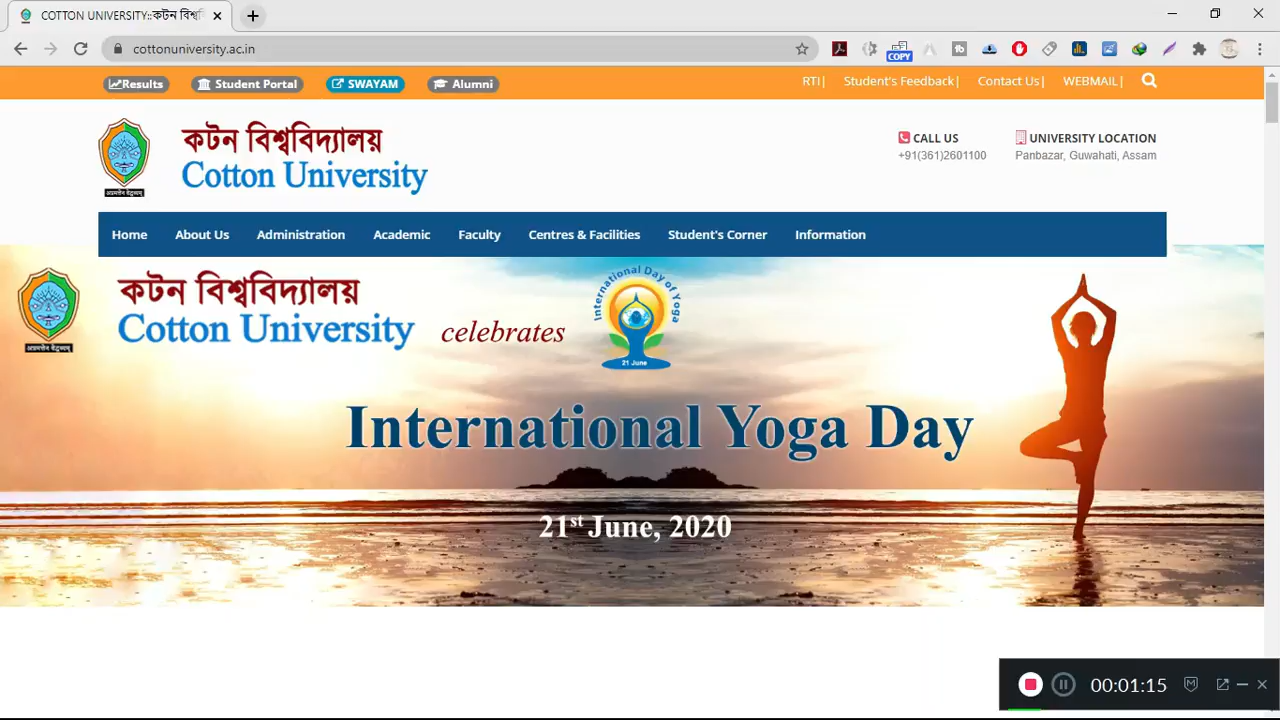 COTTON UNIVERSITY::কটন বিশ্ব
cottonuniversity.ac.in
COPY
Results Student Portal SWAYAM Alumni RTI| Student's Feedback| Contact Us| WEBMAIL|
কটন বিশ্ববিদ্যালয়
Cotton University
CALL US
+91(361)2601100
UNIVERSITY LOCATION
Panbazar, Guwahati, Assam
Home About Us Administration Academic Faculty Centres & Facilities Student's Corner Information
কটন বিশ্ববিদ্যালয়
Cotton University
celebrates
International Day of Yoga
21 June
International Yoga Day
21st June, 2020
00:01:15